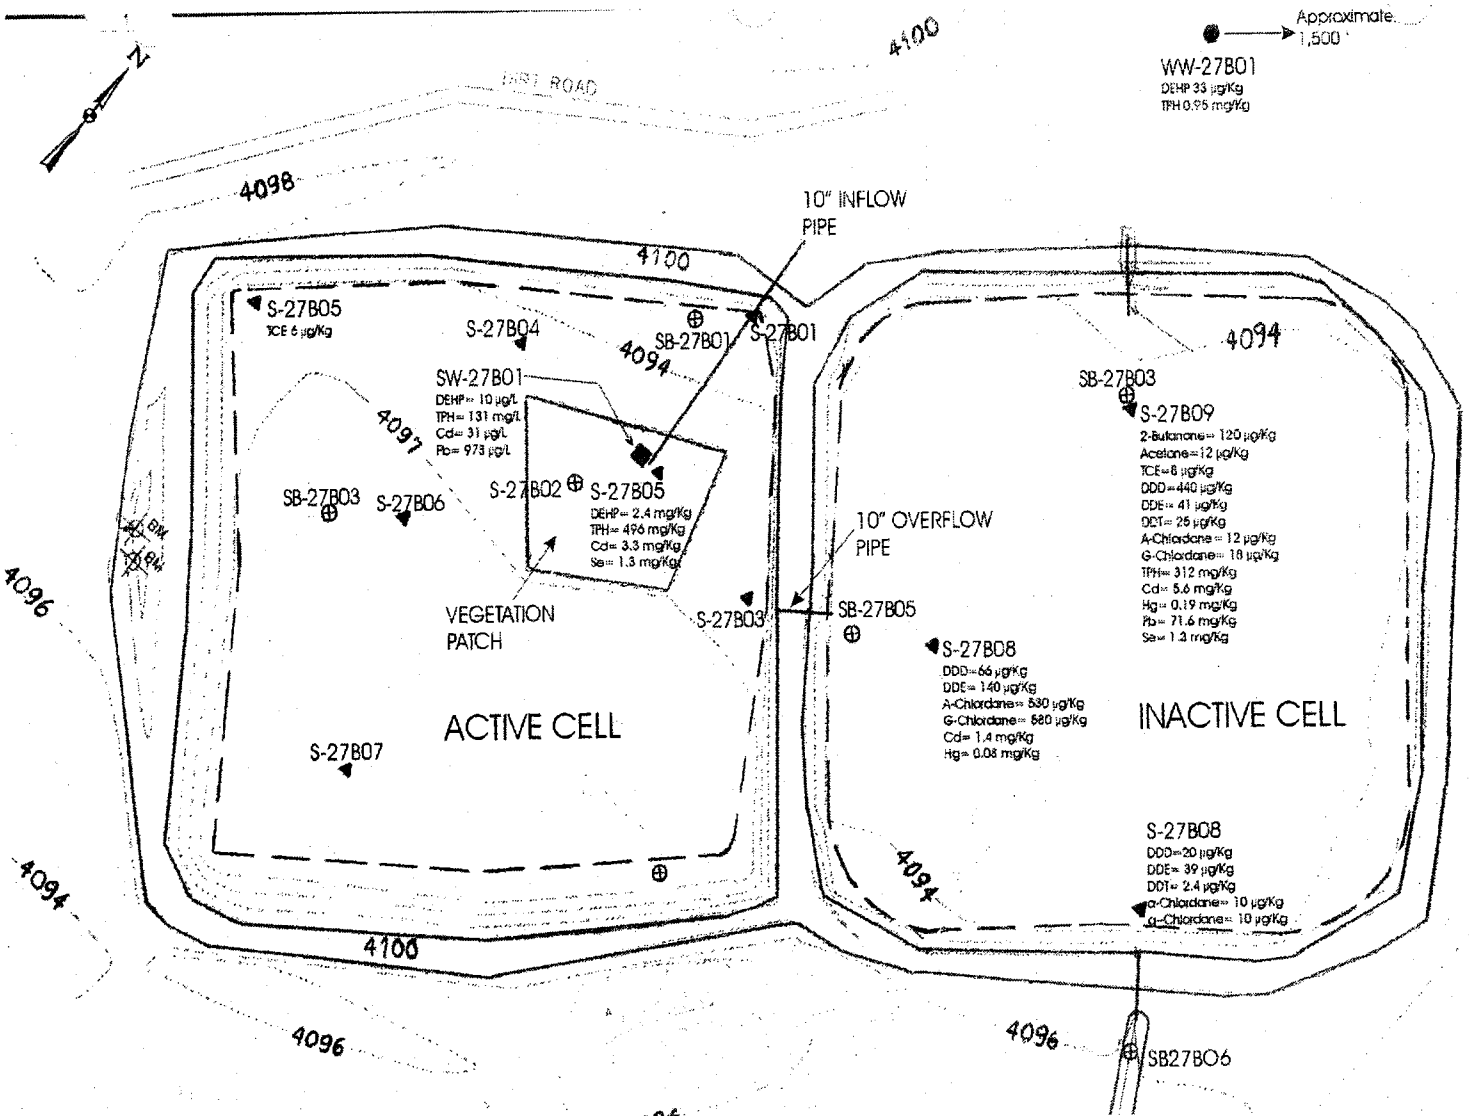 N
DIRT ROAD
4100
Approximate
1,500 '
WW-27B01
DEHP 33 µg/Kg
TPH 0.95 mg/Kg
4098
10" INFLOW
PIPE
4100
S-27B05
TCE 6 µg/Kg
S-27B04
SB-27B01
S-27B01
4094
4094
SW-27B01
DEHP= 10 µg/L
TPH= 131 mg/L
Cd= 31 µg/L
Pb= 973 µg/L
4097
SB-27B03
S-27B06
S-27B02
S-27B05
DEHP= 2.4 mg/Kg
TPH= 496 mg/Kg
Cd= 3.3 mg/Kg
Se= 1.3 mg/Kg
BM
BM
VEGETATION
PATCH
S-27B03
10" OVERFLOW
PIPE
SB-27B05
SB-27B03
S-27B09
2-Butanone= 120 µg/Kg
Acetone=12 µg/Kg
TCE=8 µg/Kg
DDD=440 µg/Kg
DDE= 41 µg/Kg
DDT= 25 µg/Kg
A-Chlordane= 12 µg/Kg
G-Chlordane= 18 µg/Kg
TPH= 312 mg/Kg
Cd= 5.6 mg/Kg
Hg= 0.19 mg/Kg
Pb= 71.6 mg/Kg
Se= 1.3 mg/Kg
S-27B08
DDD=66 µg/Kg
DDE= 140 µg/Kg
A-Chlordane= 530 µg/Kg
G-Chlordane= 580 µg/Kg
Cd= 1.4 mg/Kg
Hg= 0.08 mg/Kg
4096
ACTIVE CELL
INACTIVE CELL
S-27B07
S-27B08
DDD=20 µg/Kg
DDE= 39 µg/Kg
DDT= 2.4 µg/Kg
α-Chlordane= 10 µg/Kg
α-Chlordane= 10 µg/Kg
4094
4094
4100
4096
4096
SB27B06